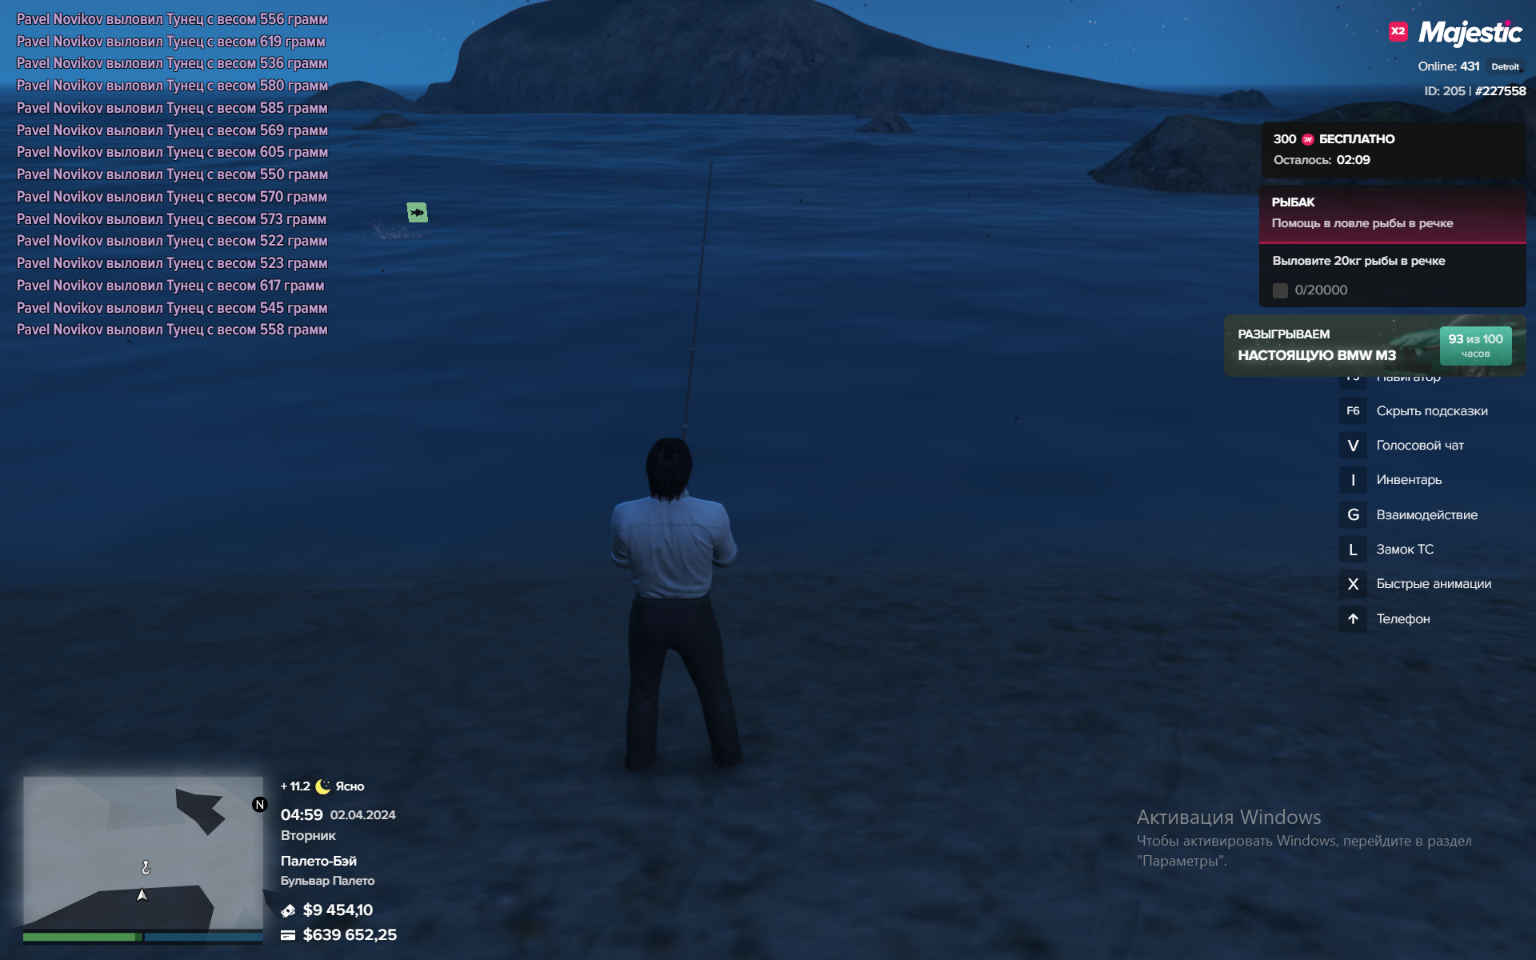 Pavel Novikov выловил Тунец с весом 556 грамм
Pavel Novikov выловил Тунец с весом 619 грамм
Pavel Novikov выловил Тунец с весом 536 грамм
Pavel Novikov выловил Тунец с весом 580 грамм
Pavel Novikov выловил Тунец с весом 585 грамм
Pavel Novikov выловил Тунец с весом 569 грамм
Pavel Novikov выловил Тунец с весом 605 грамм
Pavel Novikov выловил Тунец с весом 550 грамм
Pavel Novikov выловил Тунец с весом 570 грамм
Pavel Novikov выловил Тунец с весом 573 грамм
Pavel Novikov выловил Тунец с весом 522 грамм
Pavel Novikov выловил Тунец с весом 523 грамм
Pavel Novikov выловил Тунец с весом 617 грамм
Pavel Novikov выловил Тунец с весом 545 грамм
Pavel Novikov выловил Тунец с весом 558 грамм
X2 Majestic
Online: 431 Detroit
ID: 205 | #227558
300 БЕСПЛАТНО
Осталось: 02:09
РЫБАК
Помощь в ловле рыбы в речке
Выловите 20кг рыбы в речке
0/20000
РАЗЫГРЫВАЕМ
НАСТОЯЩУЮ BMW M3
93 из 100
часов
Навигатор
F6 Скрыть подсказки
V Голосовой чат
I Инвентарь
G Взаимодействие
L Замок ТС
X Быстрые анимации
Телефон
N
+ 11.2 Ясно
04:59 02.04.2024
Вторник
Палето-Бэй
Бульвар Палето
$9 454,10
$639 652,25
Активация Windows
Чтобы активировать Windows, перейдите в раздел
"Параметры".